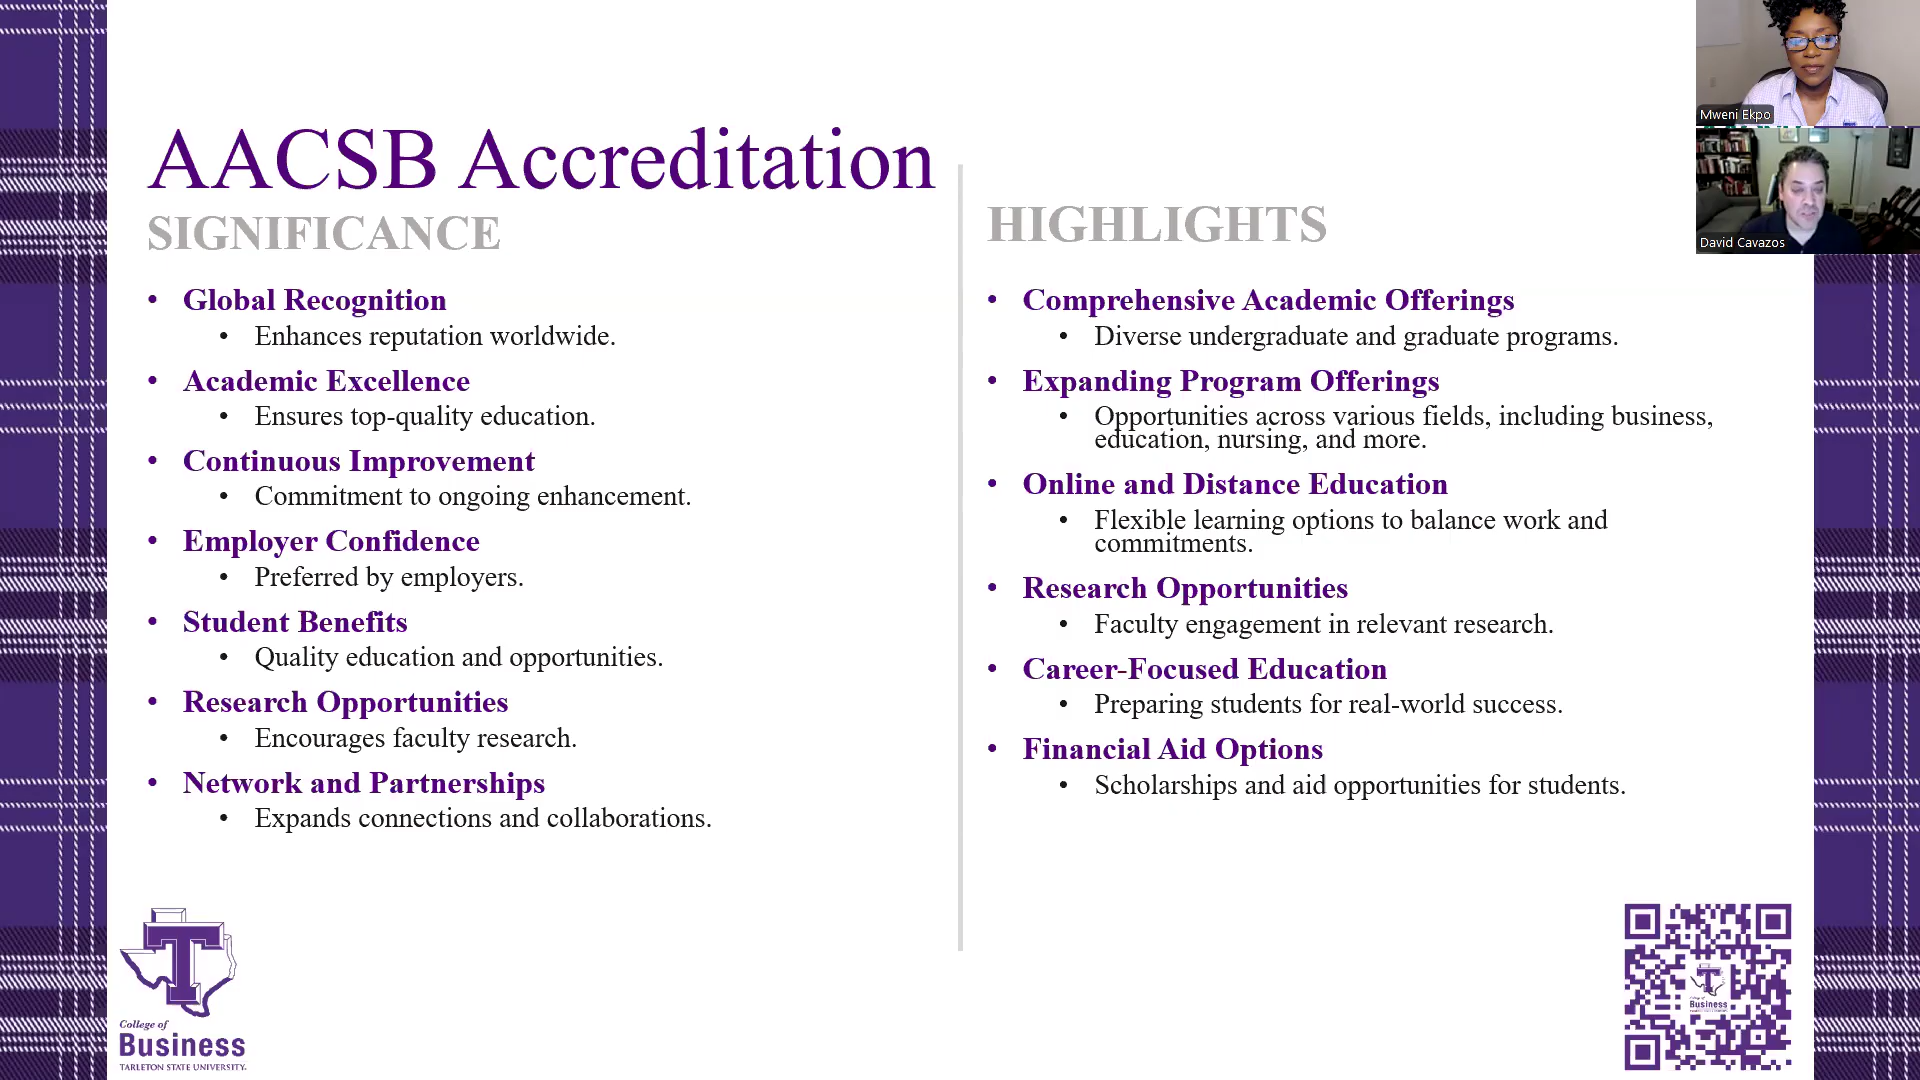 AACSB Accreditation
SIGNIFICANCE
• Global Recognition
• Enhances reputation worldwide.
• Academic Excellence
• Ensures top-quality education.
• Continuous Improvement
• Commitment to ongoing enhancement.
• Employer Confidence
• Preferred by employers.
• Student Benefits
• Quality education and opportunities.
• Research Opportunities
• Encourages faculty research.
• Network and Partnerships
• Expands connections and collaborations.
HIGHLIGHTS
• Comprehensive Academic Offerings
• Diverse undergraduate and graduate programs.
• Expanding Program Offerings
• Opportunities across various fields, including business,
education, nursing, and more.
• Online and Distance Education
• Flexible learning options to balance work and
commitments.
• Research Opportunities
• Faculty engagement in relevant research.
• Career-Focused Education
• Preparing students for real-world success.
• Financial Aid Options
• Scholarships and aid opportunities for students.
Mweni Ekpo
David Cavazos
T
College of
Business
TARLETON STATE UNIVERSITY
T
College of
Business